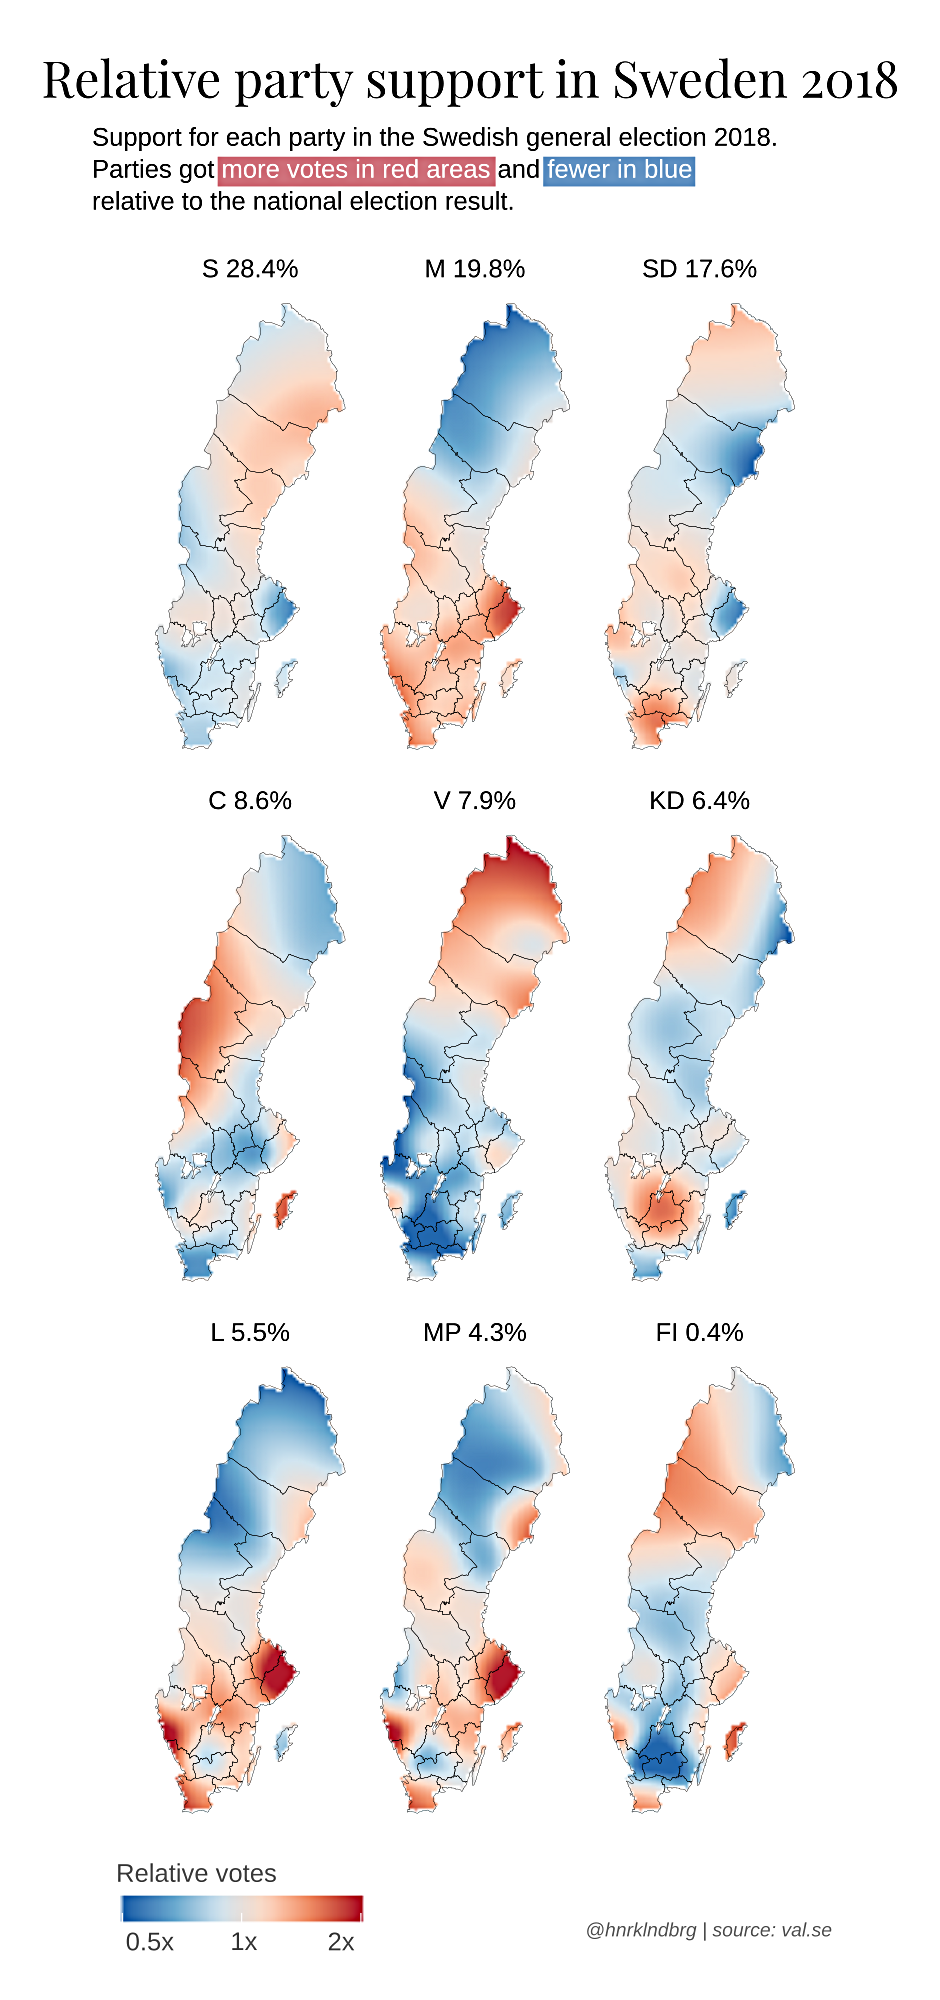 Relative party support in Sweden 2018
Support for each party in the Swedish general election 2018.
Parties got more votes in red areas and fewer in blue
relative to the national election result.
S 28.4%
M 19.8%
SD 17.6%
C 8.6%
V 7.9%
KD 6.4%
L 5.5%
MP 4.3%
FI 0.4%
Relative votes
0.5x 1x 2x
@hnrklndbrg | source: val.se